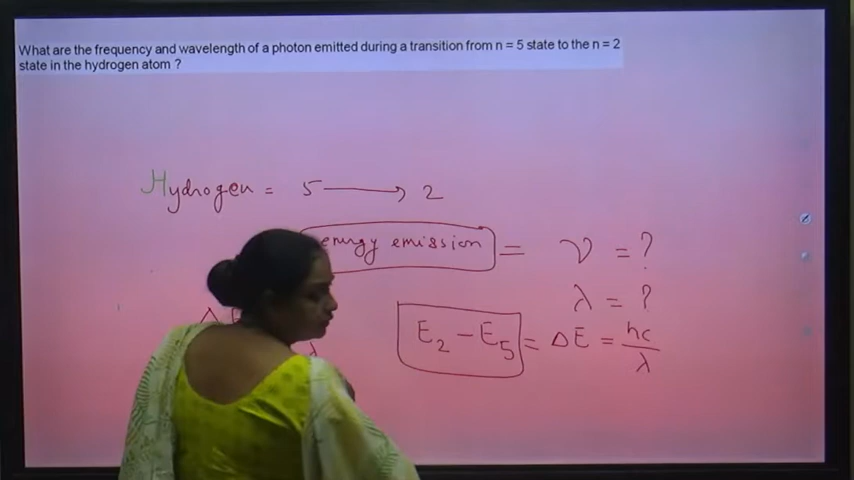 What are the frequency and wavelength of a photon emitted during a transition from n = 5 state to the n = 2
state in the hydrogen atom ?
Hydrogen = 5 → 2
energy emission = ν = ?
λ = ?
E₂ - E₅ = ΔE = hc/λ